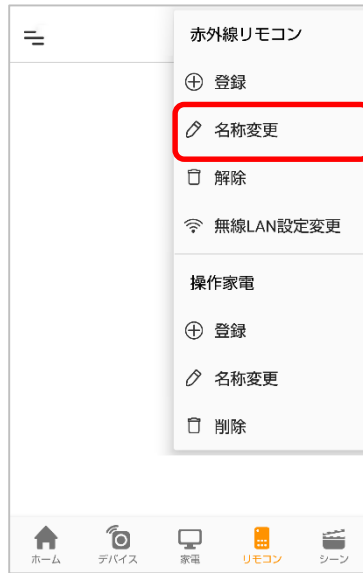 赤外線リモコン
登録
名称変更
解除
無線LAN設定変更
操作家電
登録
名称変更
削除
ホーム
デバイス
家電
リモコン
シーン